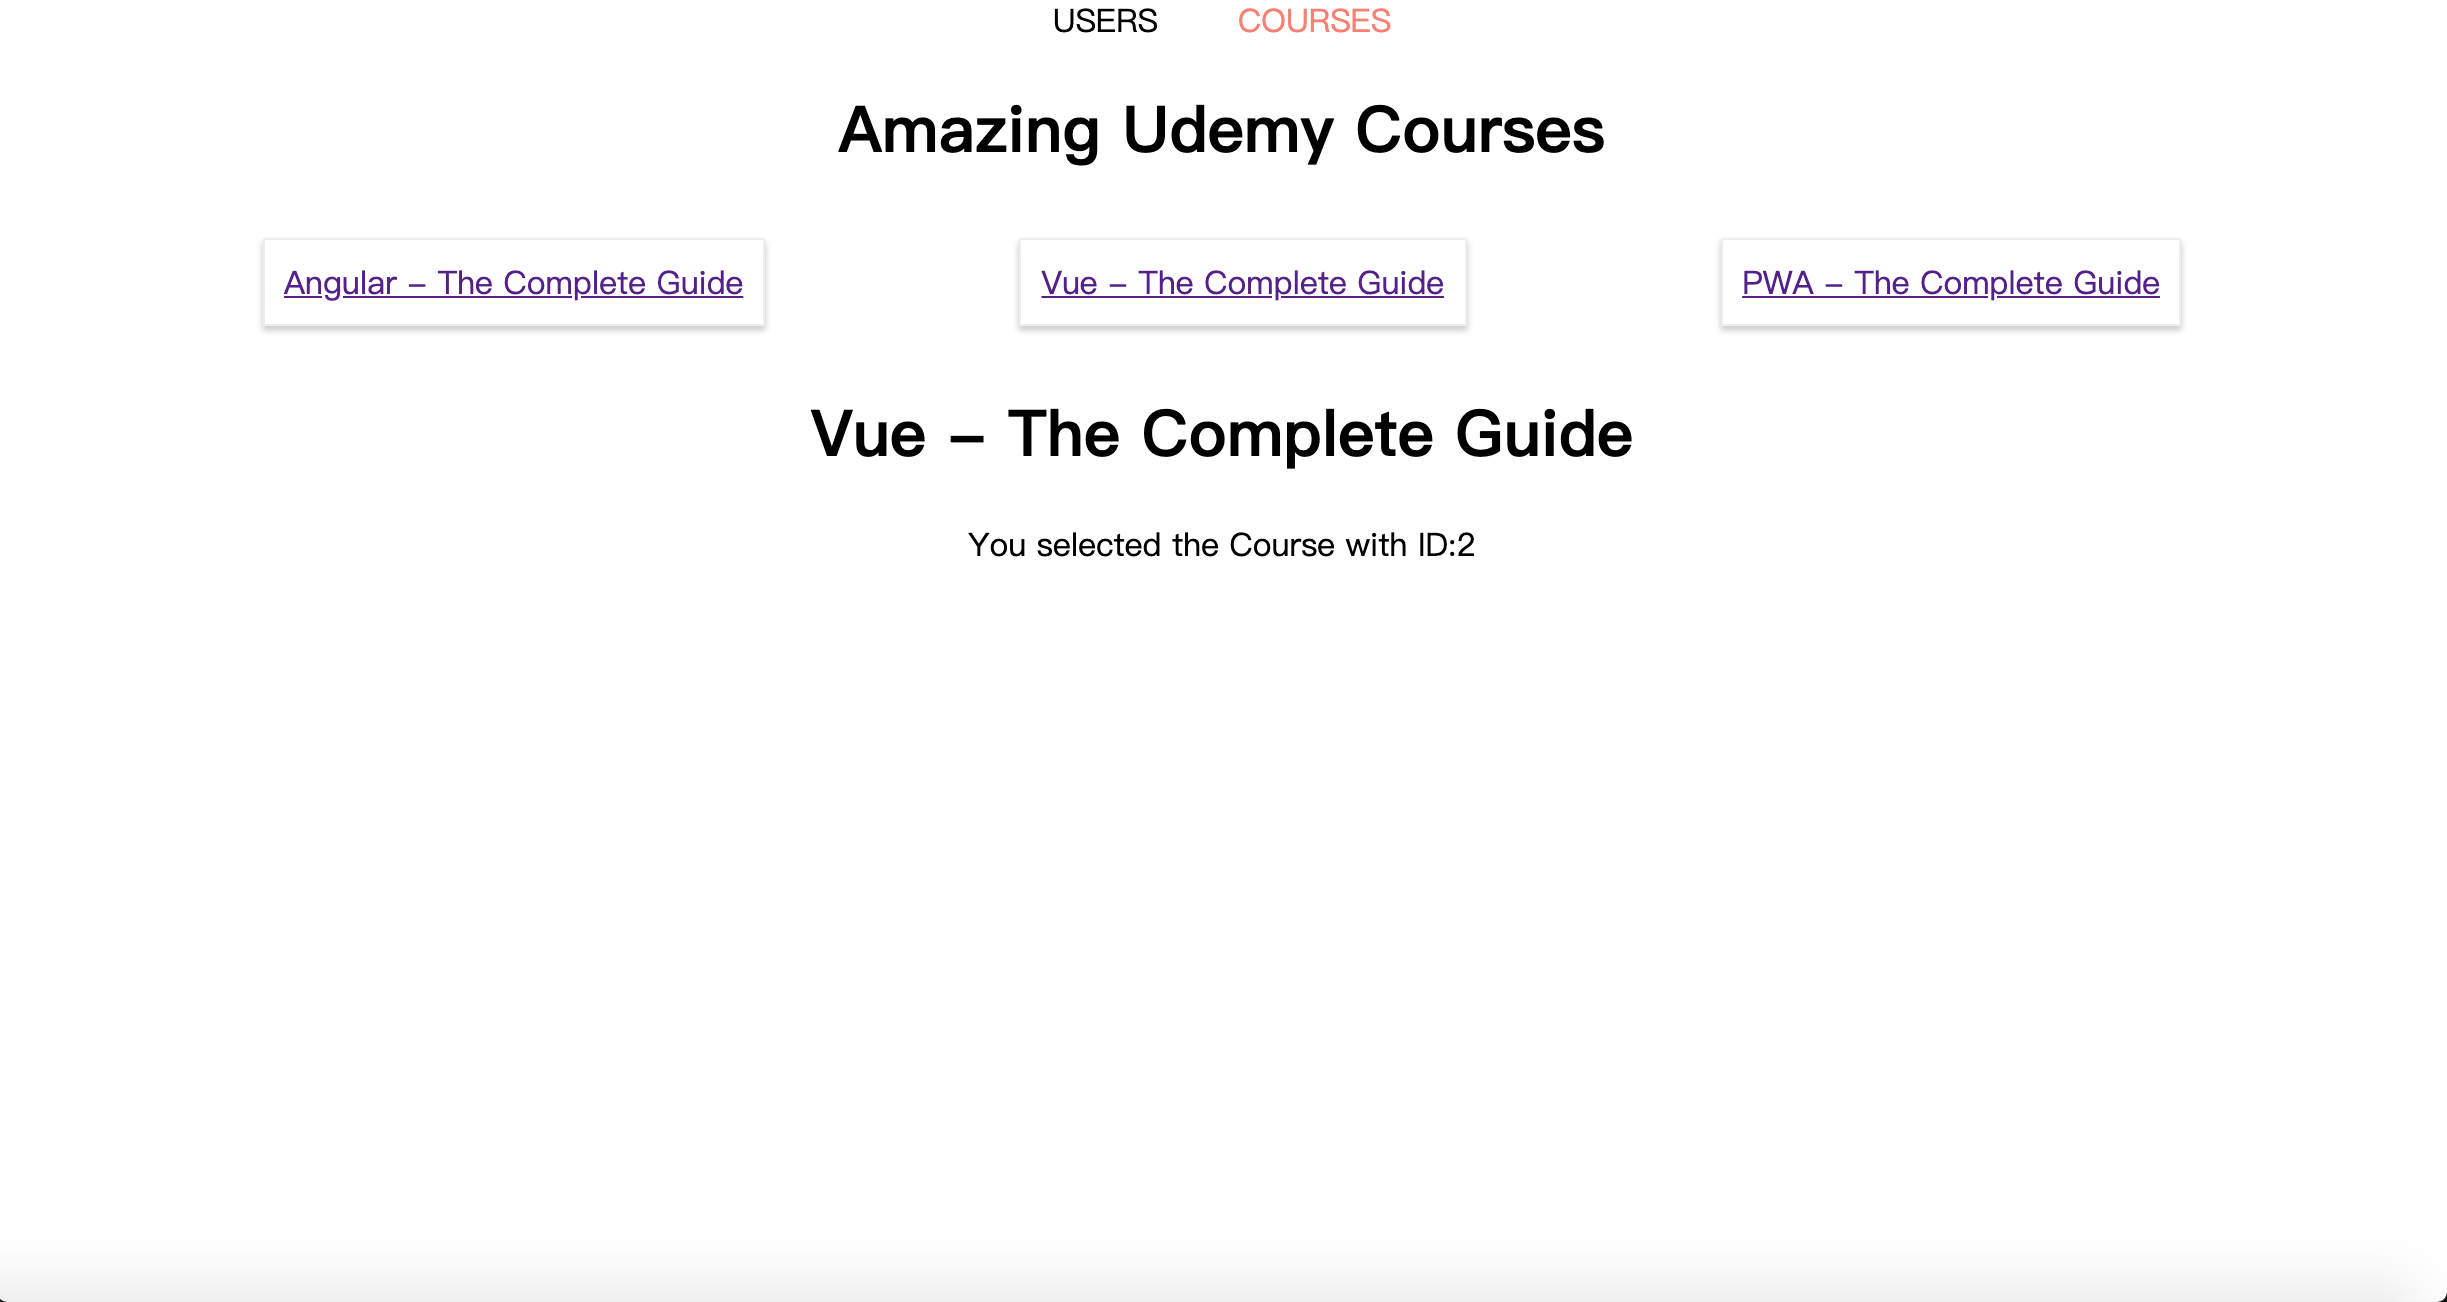 USERS COURSES
Amazing Udemy Courses
Angular – The Complete Guide
Vue – The Complete Guide
PWA – The Complete Guide
Vue – The Complete Guide
You selected the Course with ID:2